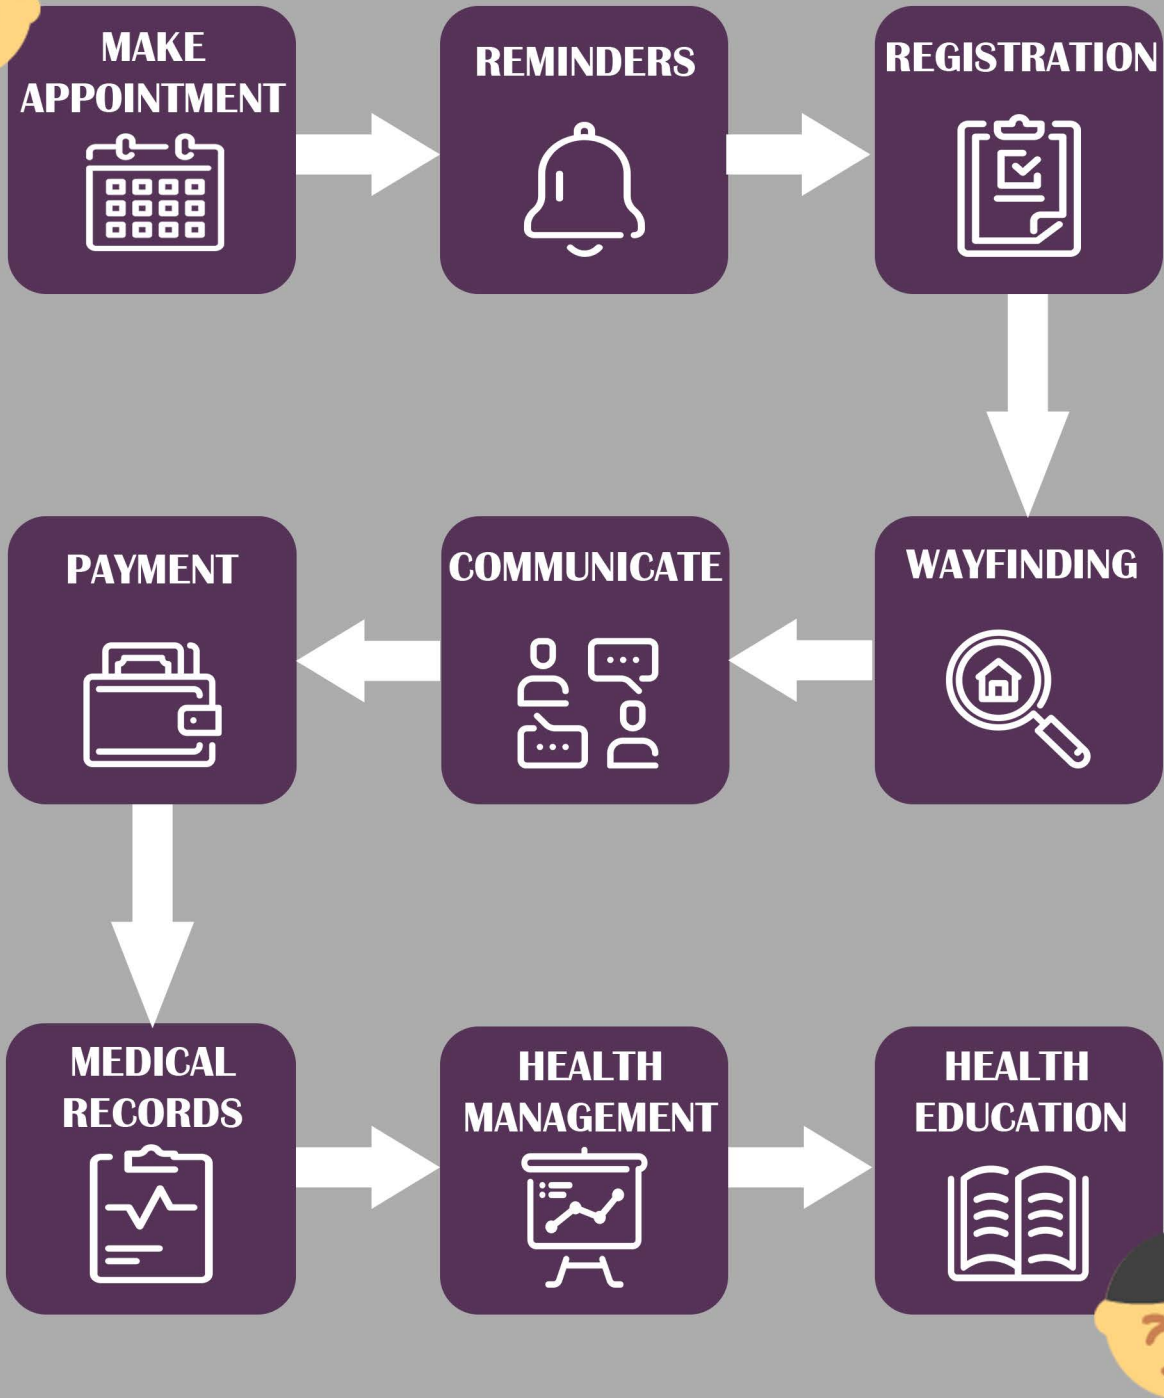 MAKE
APPOINTMENT
REMINDERS
REGISTRATION
WAYFINDING
COMMUNICATE
PAYMENT
MEDICAL
RECORDS
HEALTH
MANAGEMENT
HEALTH
EDUCATION